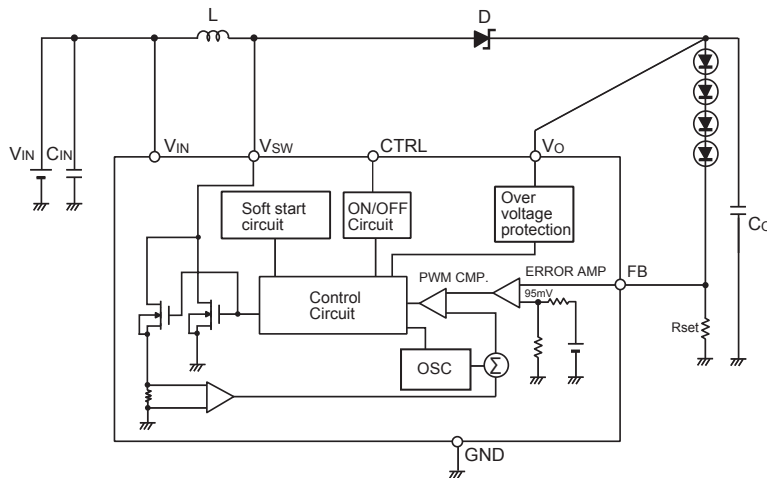 L
D
VIN
CIN
VIN
VSW
CTRL
VO
Soft start
circuit
ON/OFF
Circuit
Over
voltage
protection
CO
PWM CMP.
ERROR AMP
FB
95mV
Control
Circuit
Rset
OSC
Σ
GND